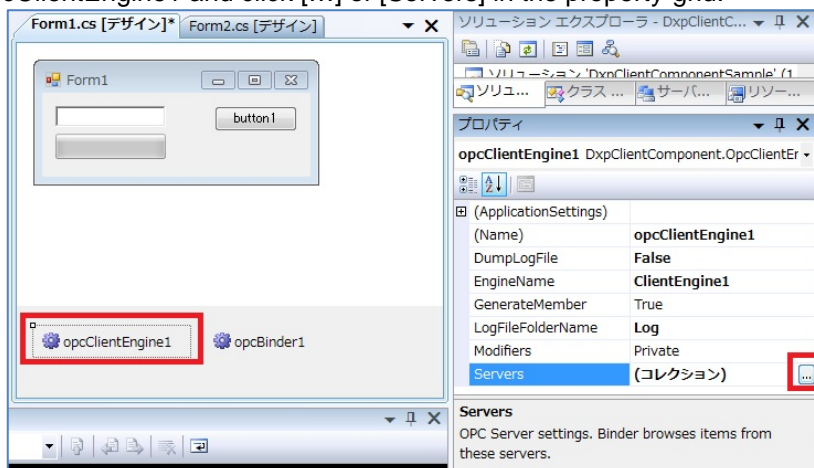 ClientEngine1 and click [...] of [Servers] in the property-grid.
Form1.cs [デザイン]*
Form2.cs [デザイン]
Form1
button1
opcClientEngine1
opcBinder1
ソリューション エクスプローラ - DxpClientC...
ソリュ...
クラス ...
サーバ...
リソー...
プロパティ
opcClientEngine1 DxpClientComponent.OpcClientEr
(ApplicationSettings)
(Name) opcClientEngine1
DumpLogFile False
EngineName ClientEngine1
GenerateMember True
LogFileFolderName Log
Modifiers Private
Servers (コレクション) ...
Servers
OPC Server settings. Binder browses items from
these servers.